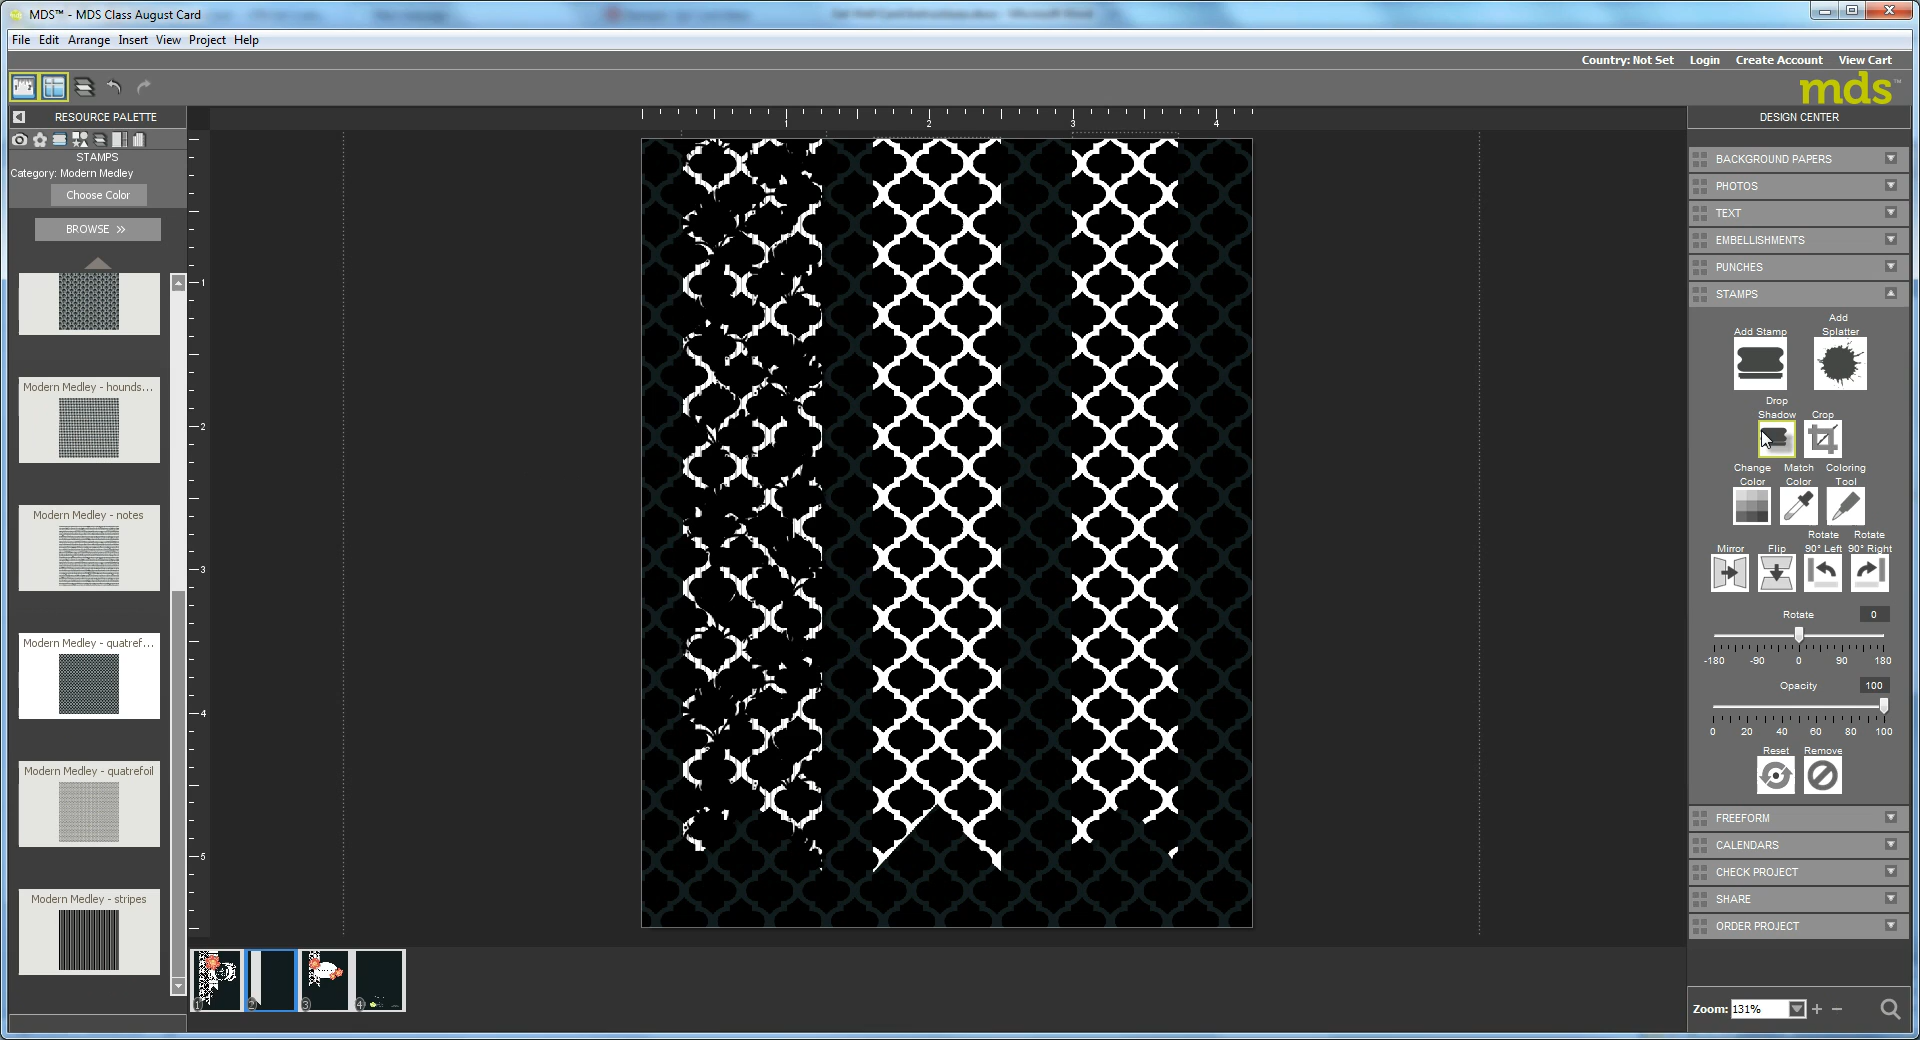 MDS™ - MDS Class August Card
File Edit Arrange Insert View Project Help
Country: Not Set Login Create Account View Cart
mds™
RESOURCE PALETTE
STAMPS
Category: Modern Medley
Choose Color
BROWSE »
Modern Medley - hounds...
Modern Medley - notes
Modern Medley - quatref...
Modern Medley - quatrefoil
Modern Medley - stripes
1 2 3 4
1
2
3
4
5
1 2 3 4
DESIGN CENTER
BACKGROUND PAPERS
PHOTOS
TEXT
EMBELLISHMENTS
PUNCHES
STAMPS
Add Stamp
Add Splatter
Drop Shadow
Crop
Change Color
Match Color
Coloring Tool
Mirror
Flip
Rotate 90° Left
Rotate 90° Right
Rotate 0
-180 -90 0 90 180
Opacity 100
0 20 40 60 80 100
Reset Remove
FREEFORM
CALENDARS
CHECK PROJECT
SHARE
ORDER PROJECT
Zoom: 131% + −